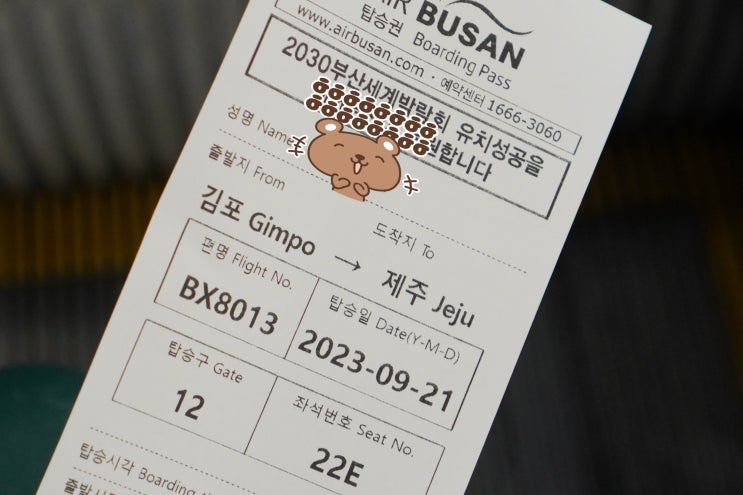 AIR BUSAN
탑승권 Boarding Pass
www.airbusan.com · 예약센터 1666-3060
2030부산세계박람회 유치성공을
원합니다
성명 Name
출발지 From
도착지 To
김포 Gimpo → 제주 Jeju
편명 Flight No.
탑승일 Date(Y-M-D)
BX8013
2023-09-21
탑승구 Gate
좌석번호 Seat No.
12
22E
탑승시각 Boarding